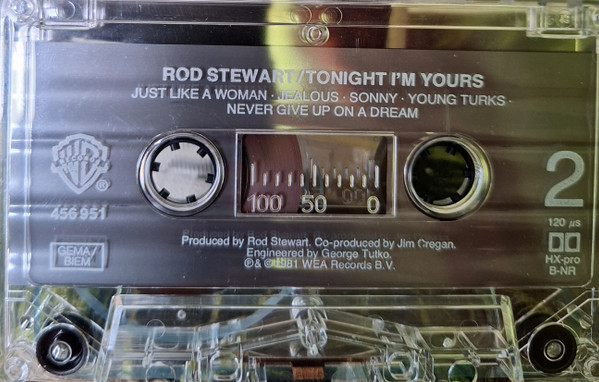 ROD STEWART/TONIGHT I'M YOURS
JUST LIKE A WOMAN · JEALOUS · SONNY · YOUNG TURKS ·
NEVER GIVE UP ON A DREAM
®
456 951
100 50 0
2
120 µs
HX-pro
B-NR
GEMA/
BIEM
Produced by Rod Stewart. Co-produced by Jim Cregan.
Engineered by George Tutko.
℗ & © 1981 WEA Records B.V.